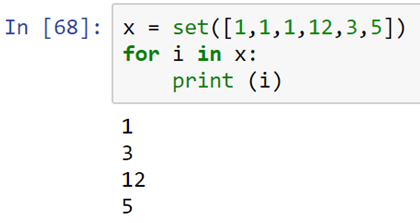 In [68]: x = set([1,1,1,12,3,5])
for i in x:
    print (i)
1
3
12
5